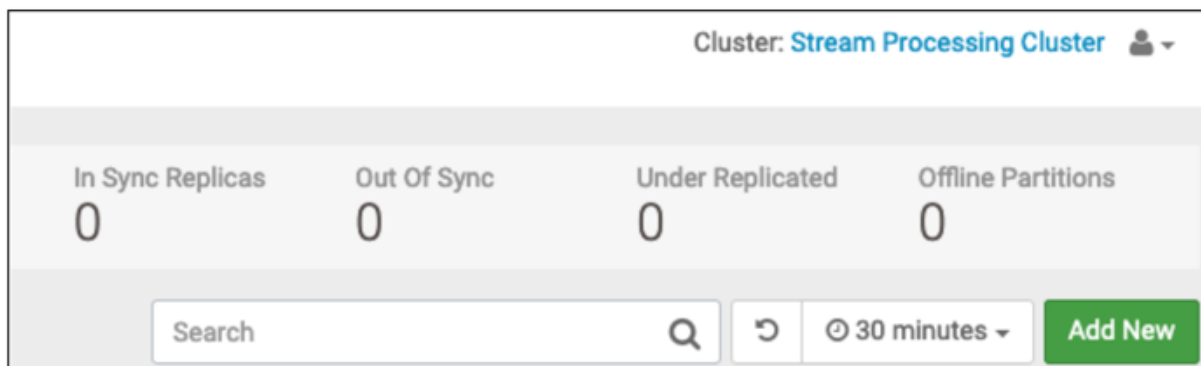 Cluster: Stream Processing Cluster
In Sync Replicas Out Of Sync Under Replicated Offline Partitions
0 0 0 0
Search 30 minutes Add New